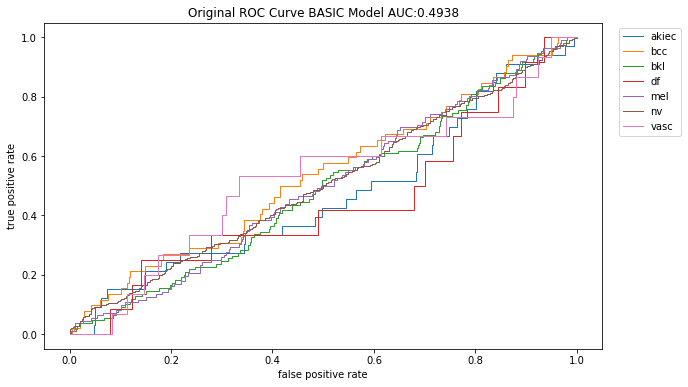 Original ROC Curve BASIC Model AUC:0.4938
1.0
0.8
0.6
0.4
0.2
0.0
true positive rate
0.0 0.2 0.4 0.6 0.8 1.0
false positive rate
akiec
bcc
bkl
df
mel
nv
vasc